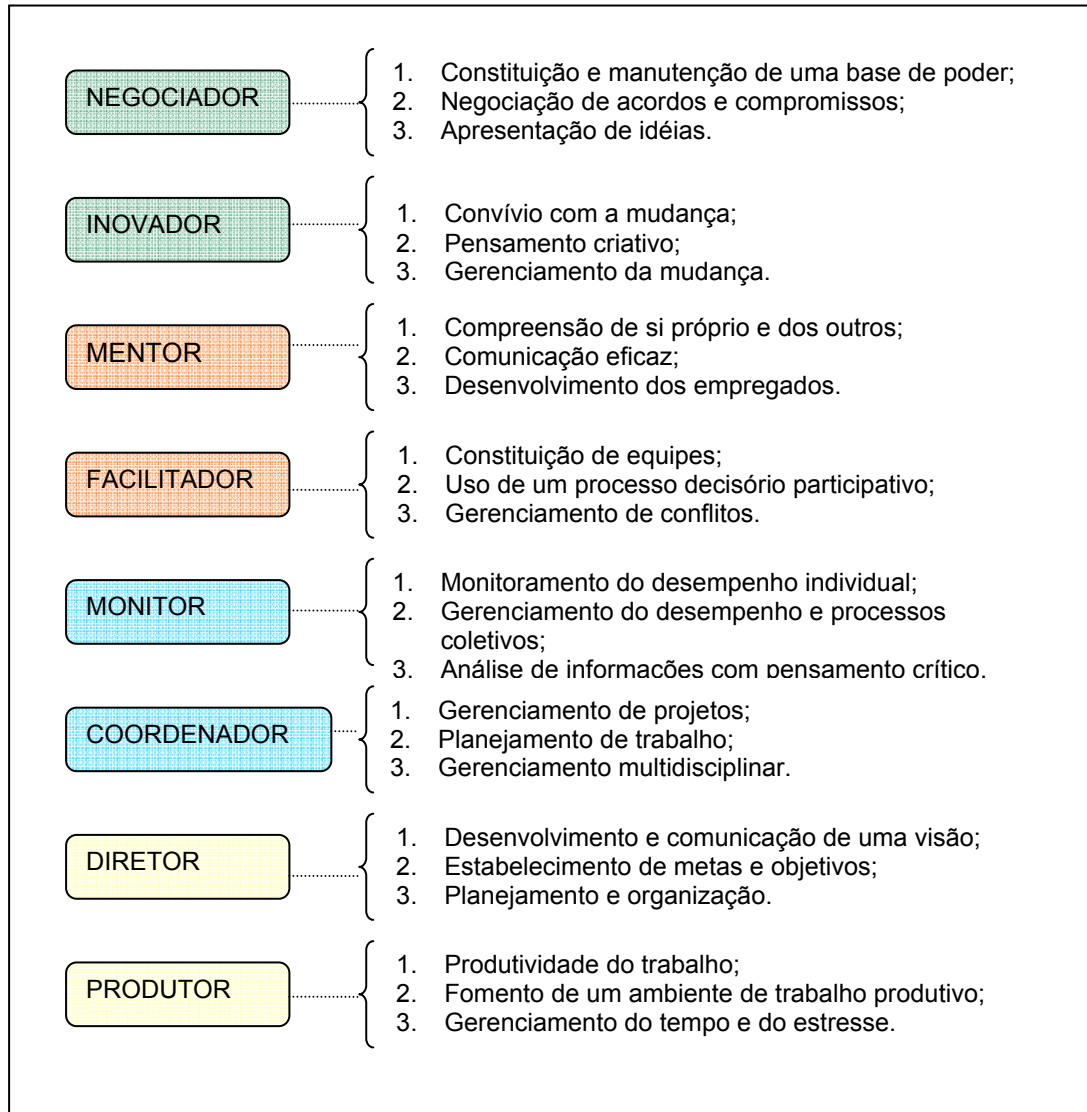 NEGOCIADOR
1. Constituição e manutenção de uma base de poder;
2. Negociação de acordos e compromissos;
3. Apresentação de idéias.
INOVADOR
1. Convívio com a mudança;
2. Pensamento criativo;
3. Gerenciamento da mudança.
MENTOR
1. Compreensão de si próprio e dos outros;
2. Comunicação eficaz;
3. Desenvolvimento dos empregados.
FACILITADOR
1. Constituição de equipes;
2. Uso de um processo decisório participativo;
3. Gerenciamento de conflitos.
MONITOR
1. Monitoramento do desempenho individual;
2. Gerenciamento do desempenho e processos
coletivos;
3. Análise de informações com pensamento crítico.
COORDENADOR
1. Gerenciamento de projetos;
2. Planejamento de trabalho;
3. Gerenciamento multidisciplinar.
DIRETOR
1. Desenvolvimento e comunicação de uma visão;
2. Estabelecimento de metas e objetivos;
3. Planejamento e organização.
PRODUTOR
1. Produtividade do trabalho;
2. Fomento de um ambiente de trabalho produtivo;
3. Gerenciamento do tempo e do estresse.